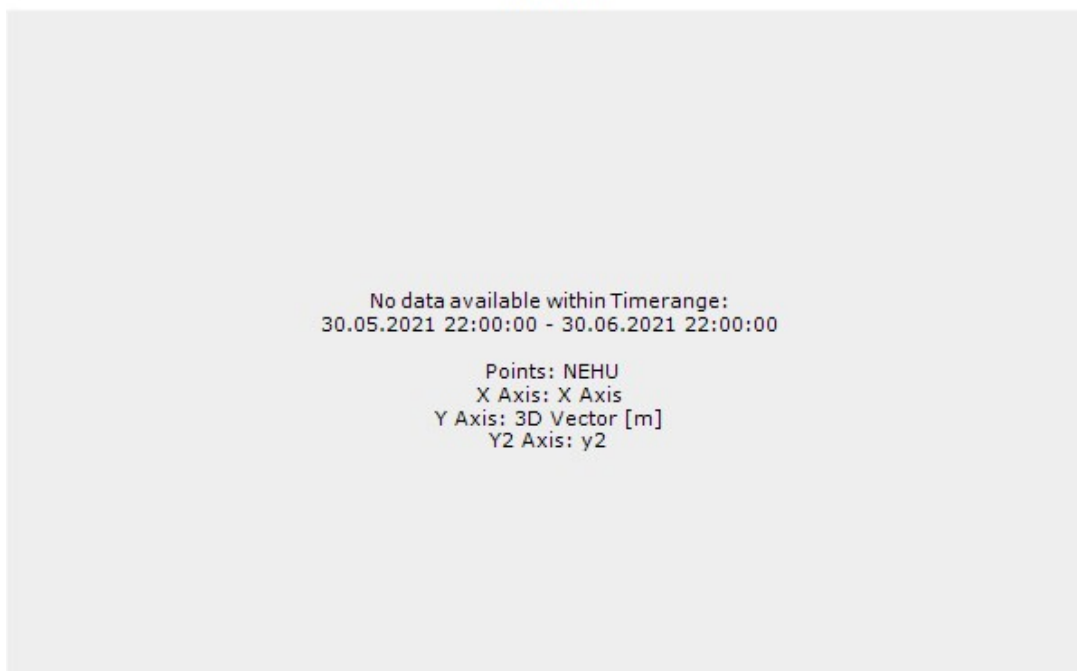 No data available within Timerange:
30.05.2021 22:00:00 - 30.06.2021 22:00:00
Points: NEHU
X Axis: X Axis
Y Axis: 3D Vector [m]
Y2 Axis: y2